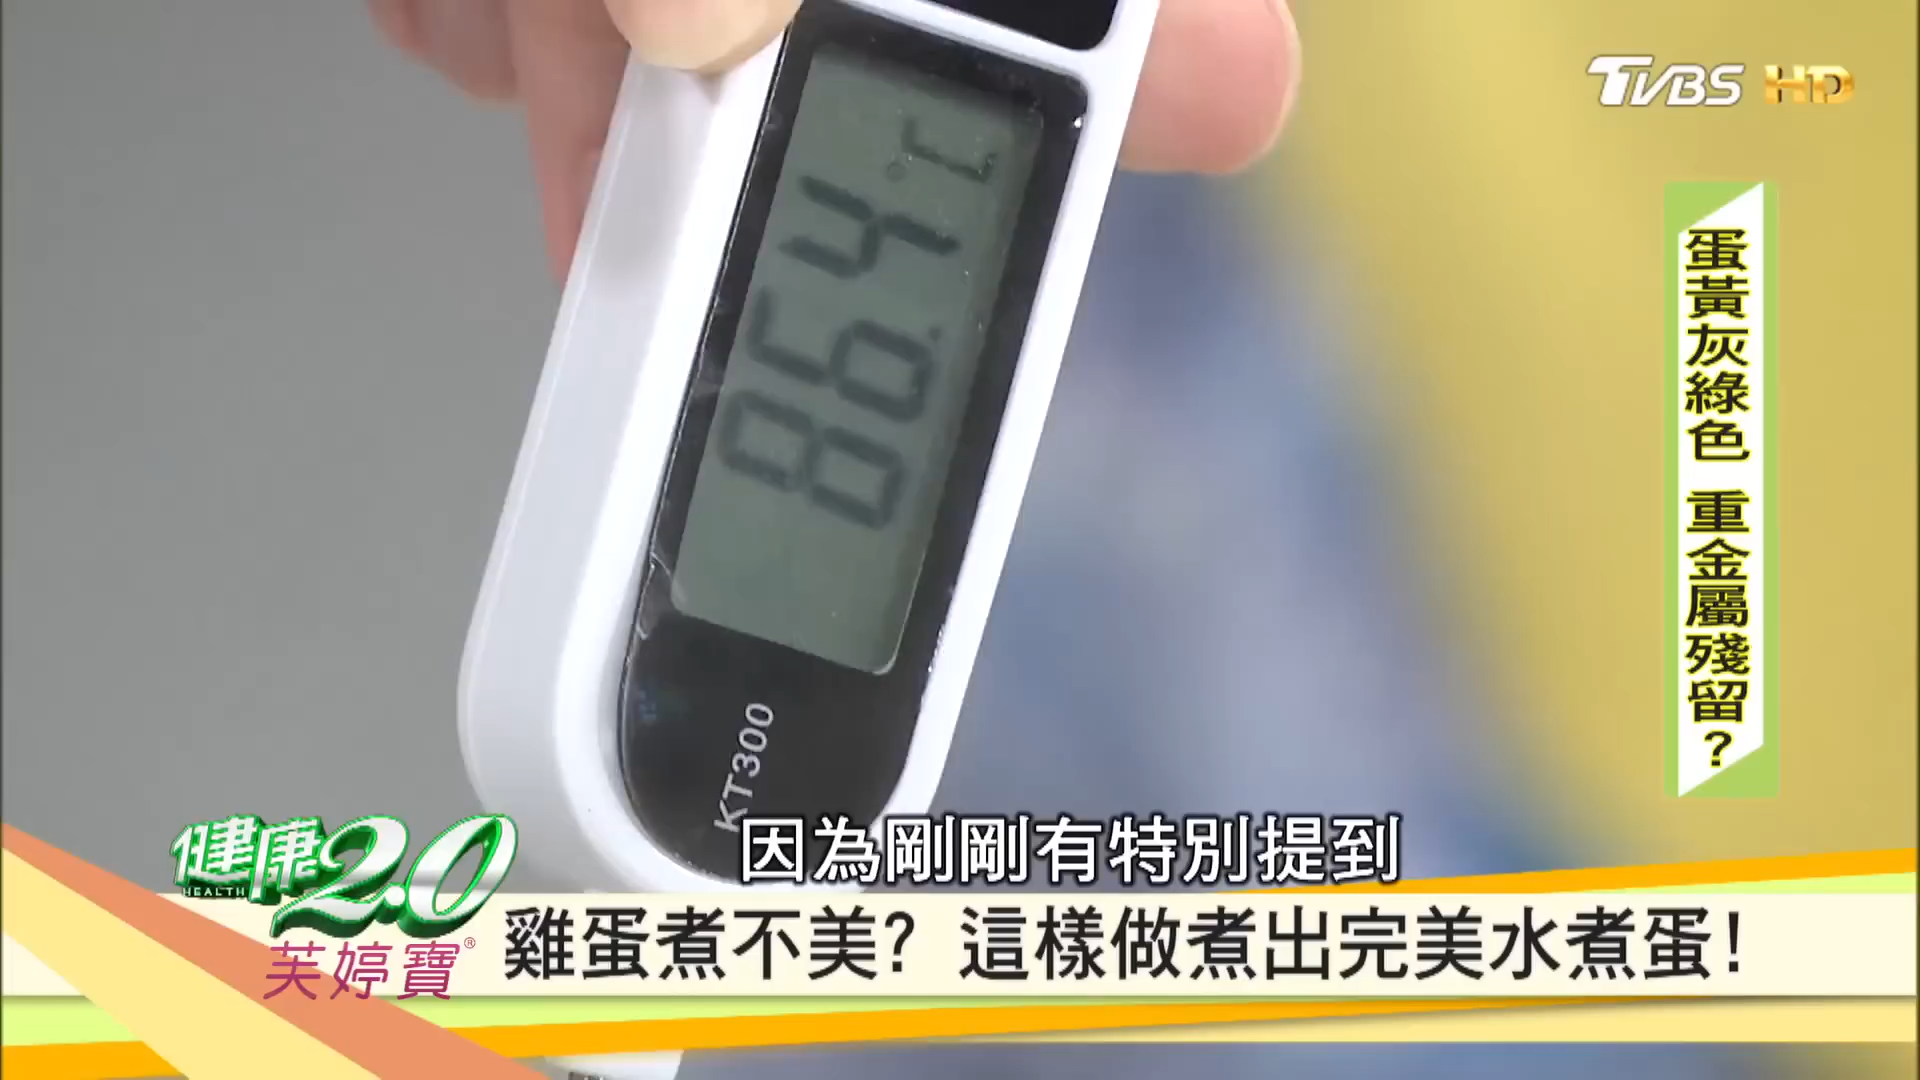 TVBS HD
86.4 °C
KT300
蛋黃灰綠色 重金屬殘留?
因為剛剛有特別提到
健康2.0
HEALTH
芙婷寶®
雞蛋煮不美? 這樣做煮出完美水煮蛋!